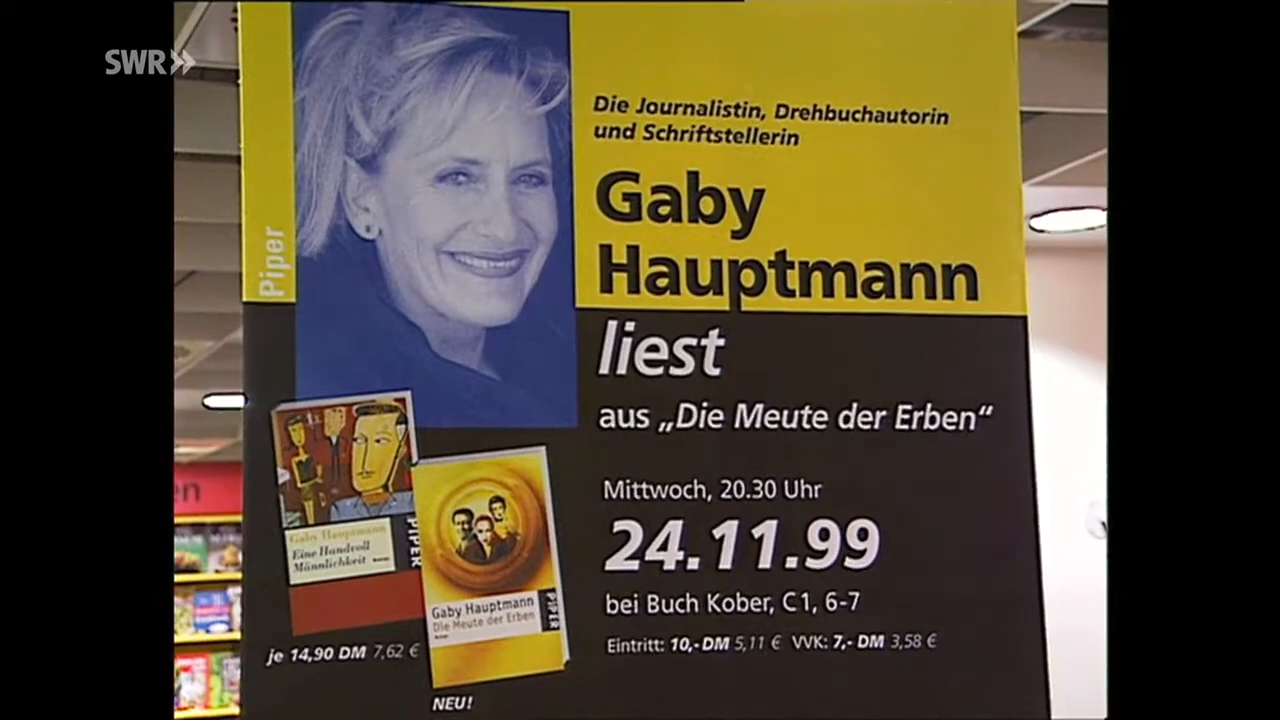 SWR»
Die Journalistin, Drehbuchautorin
und Schriftstellerin
Gaby
Hauptmann
liest
aus „Die Meute der Erben“
Mittwoch, 20.30 Uhr
24.11.99
bei Buch Kober, C1, 6-7
Eintritt: 10,-DM 5,11 € VVK: 7,- DM 3,58 €
Piper
Gaby Hauptmann
Eine Handvoll
Männlichkeit
PIPER
Gaby Hauptmann
Die Meute der Erben
PIPER
je 14,90 DM 7,62 €
NEU!
en